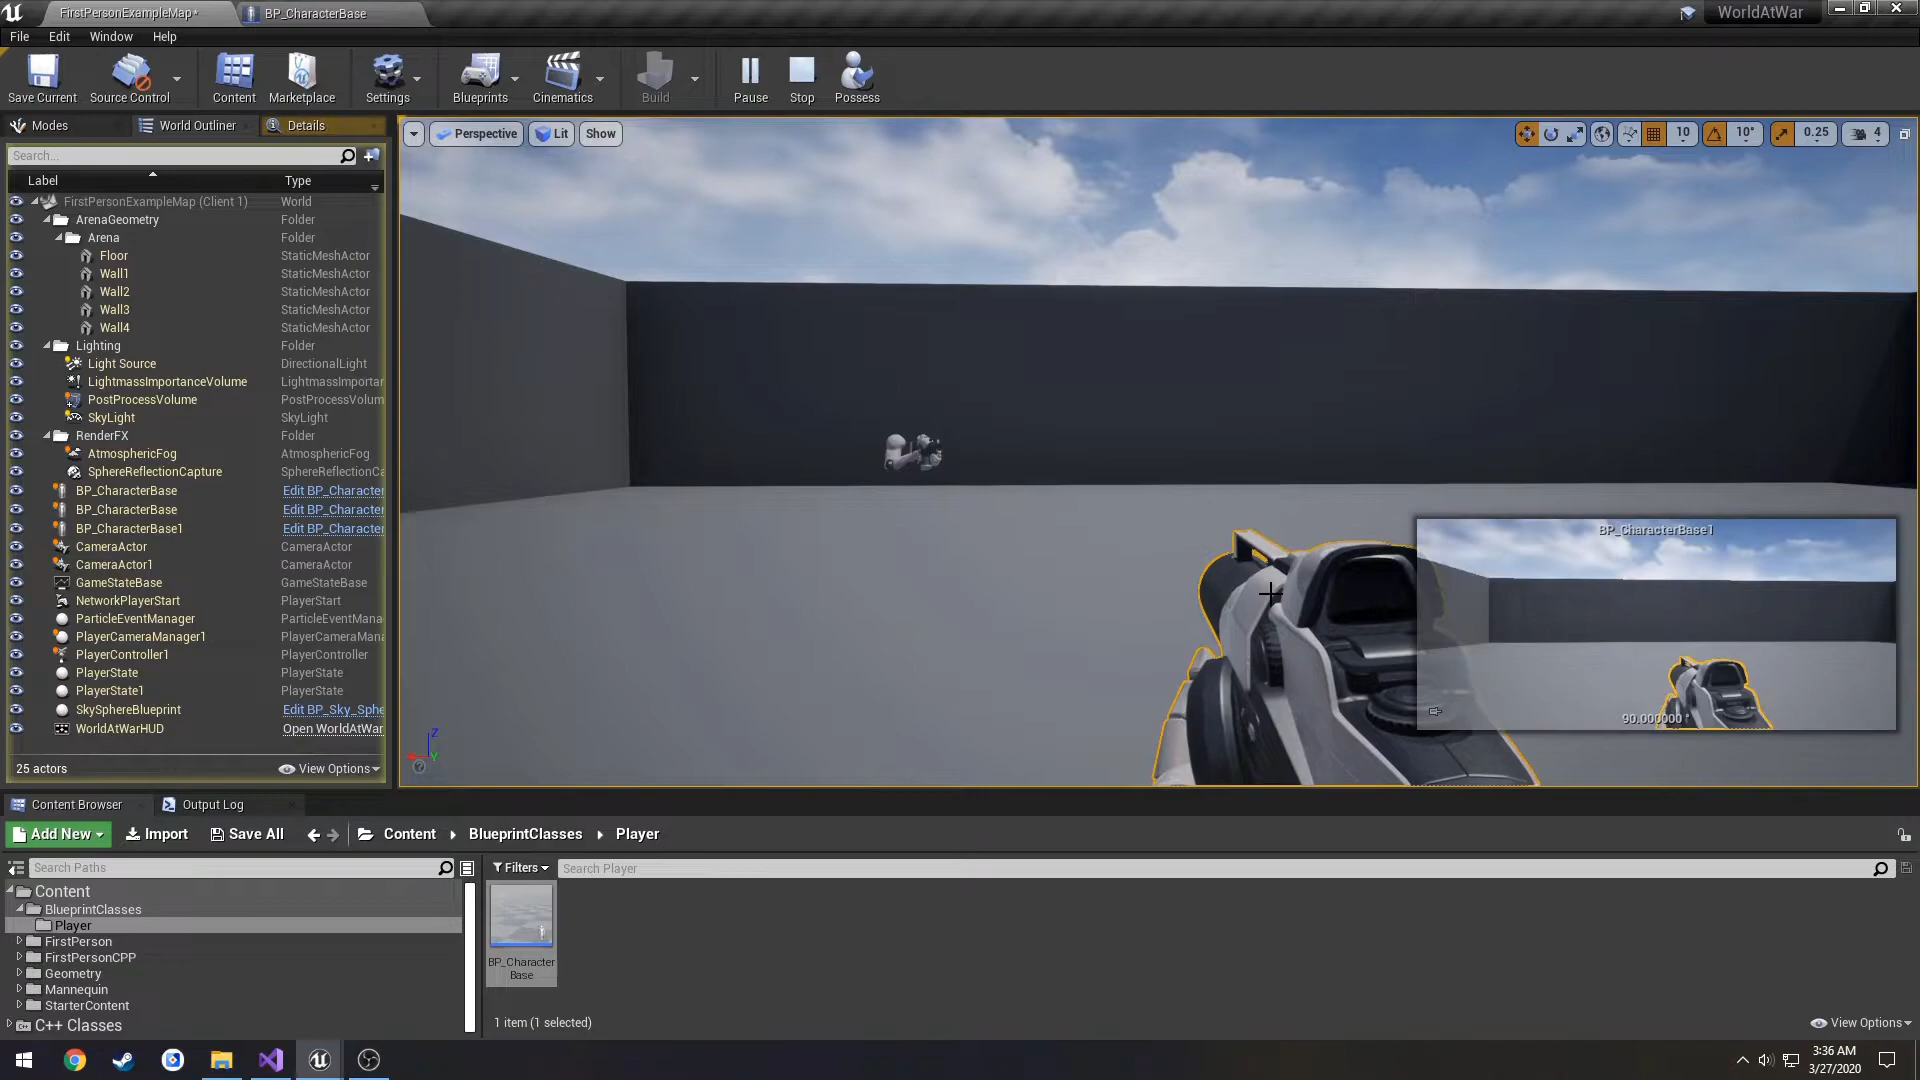 FirstPersonExampleMap*
BP_CharacterBase
WorldAtWar
File Edit Window Help
Save Current
Source Control
Content
Marketplace
Settings
Blueprints
Cinematics
Build
Pause
Stop
Possess
Modes
World Outliner
Details
Search...
Label Type
FirstPersonExampleMap (Client 1) World
ArenaGeometry Folder
Arena Folder
Floor StaticMeshActor
Wall1 StaticMeshActor
Wall2 StaticMeshActor
Wall3 StaticMeshActor
Wall4 StaticMeshActor
Lighting Folder
Light Source DirectionalLight
LightmassImportanceVolume LightmassImportan
PostProcessVolume PostProcessVolum
SkyLight SkyLight
RenderFX Folder
AtmosphericFog AtmosphericFog
SphereReflectionCapture SphereReflectionCa
BP_CharacterBase Edit BP_Character
BP_CharacterBase Edit BP_Character
BP_CharacterBase1 Edit BP_Character
CameraActor CameraActor
CameraActor1 CameraActor
GameStateBase GameStateBase
NetworkPlayerStart PlayerStart
ParticleEventManager ParticleEventMana
PlayerCameraManager1 PlayerCameraMana
PlayerController1 PlayerController
PlayerState PlayerState
PlayerState1 PlayerState
SkySphereBlueprint Edit BP_Sky_Sphe
WorldAtWarHUD Open WorldAtWar
25 actors View Options
Perspective Lit Show
10 10° 0.25 4
BP_CharacterBase1
90.000000 °
Z
Y
Content Browser
Output Log
Add New Import Save All Content BlueprintClasses Player
Search Paths
Filters Search Player
Content
BlueprintClasses
Player
FirstPerson
FirstPersonCPP
Geometry
Mannequin
StarterContent
C++ Classes
BP_Character
Base
1 item (1 selected)
View Options
3:36 AM
3/27/2020